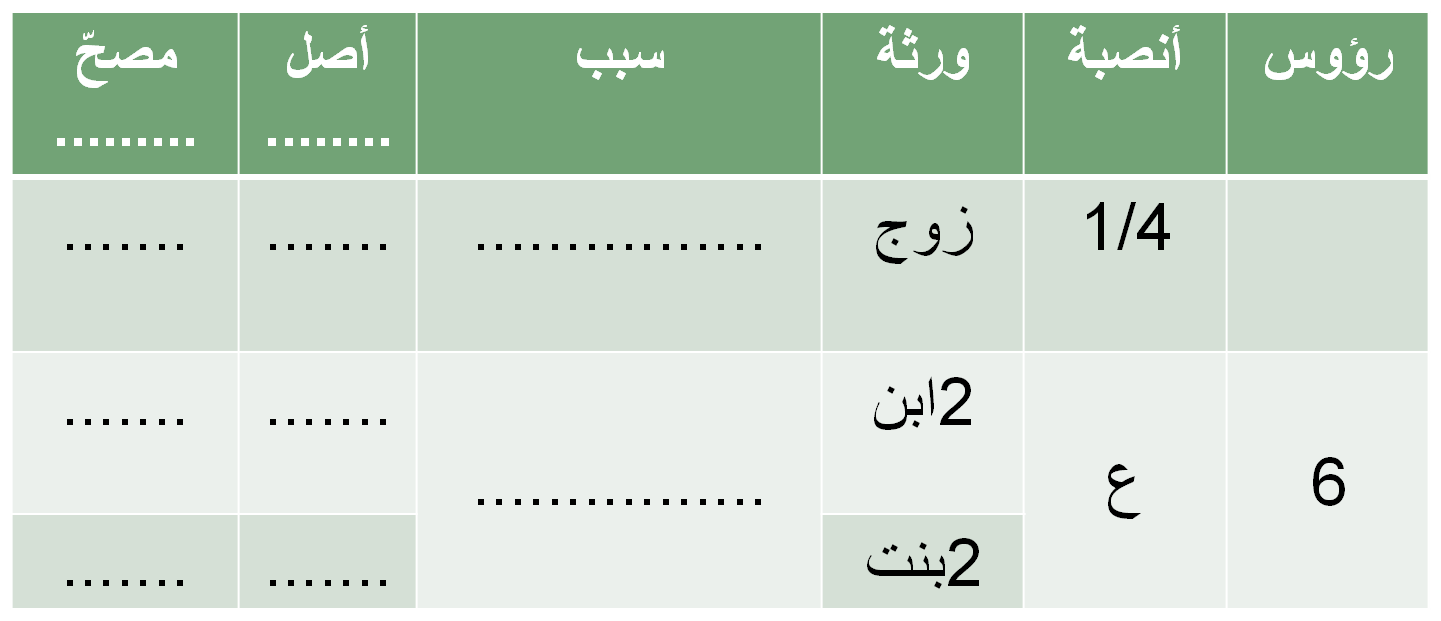 رؤوس أنصبة ورثة سبب أصل ........ مصحّ .........
1/4 زوج ................ ....... .......
6 ع 2ابن ................ ....... .......
2بنت ....... .......